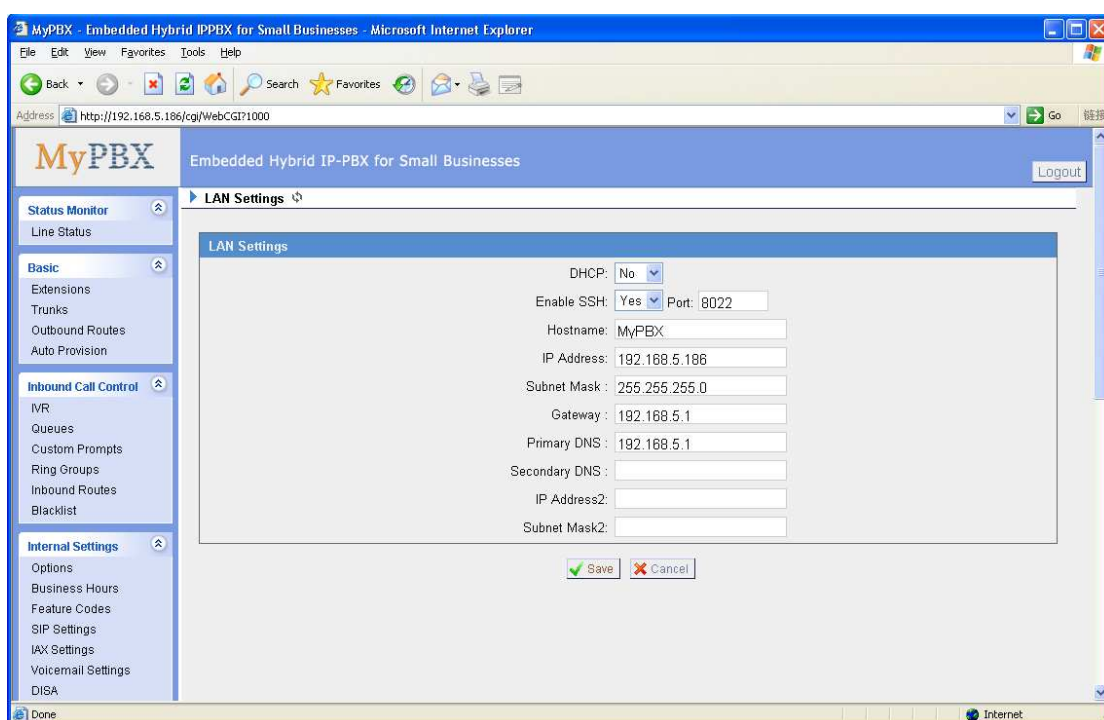 MyPBX - Embedded Hybrid IPPBX for Small Businesses - Microsoft Internet Explorer
File Edit View Favorites Tools Help
Back Search Favorites
Address http://192.168.5.186/cgi/WebCGI?1000 Go 链接
MyPBX Embedded Hybrid IP-PBX for Small Businesses Logout
LAN Settings
Status Monitor
Line Status
Basic
Extensions
Trunks
Outbound Routes
Auto Provision
Inbound Call Control
IVR
Queues
Custom Prompts
Ring Groups
Inbound Routes
Blacklist
Internal Settings
Options
Business Hours
Feature Codes
SIP Settings
IAX Settings
Voicemail Settings
DISA
LAN Settings
DHCP: No
Enable SSH: Yes Port: 8022
Hostname: MyPBX
IP Address: 192.168.5.186
Subnet Mask : 255.255.255.0
Gateway : 192.168.5.1
Primary DNS : 192.168.5.1
Secondary DNS :
IP Address2:
Subnet Mask2:
Save Cancel
Done Internet